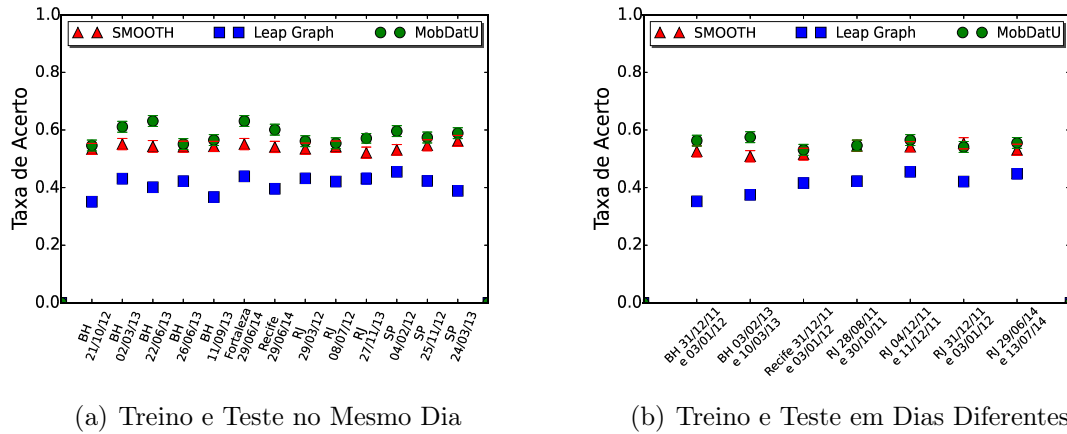 1.0
SMOOTH Leap Graph MobDatU
0.8
0.6
0.4
0.2
0.0
Taxa de Acerto
BH
21/10/12
BH
02/03/13
BH
22/06/13
BH
26/06/13
BH
11/09/13
Fortaleza
29/06/14
Recife
29/06/14
RJ
29/03/12
RJ
08/07/12
RJ
27/11/13
SP
04/02/12
SP
25/11/12
SP
24/03/13
(a) Treino e Teste no Mesmo Dia
1.0
SMOOTH Leap Graph MobDatU
0.8
0.6
0.4
0.2
0.0
Taxa de Acerto
BH 31/12/11
e 03/01/12
BH 03/02/13
e 10/03/13
Recife 31/12/11
e 03/01/12
RJ 28/08/11
e 30/10/11
RJ 04/12/11
e 11/12/11
RJ 31/12/11
e 03/01/12
RJ 29/06/14
e 13/07/14
(b) Treino e Teste em Dias Diferentes